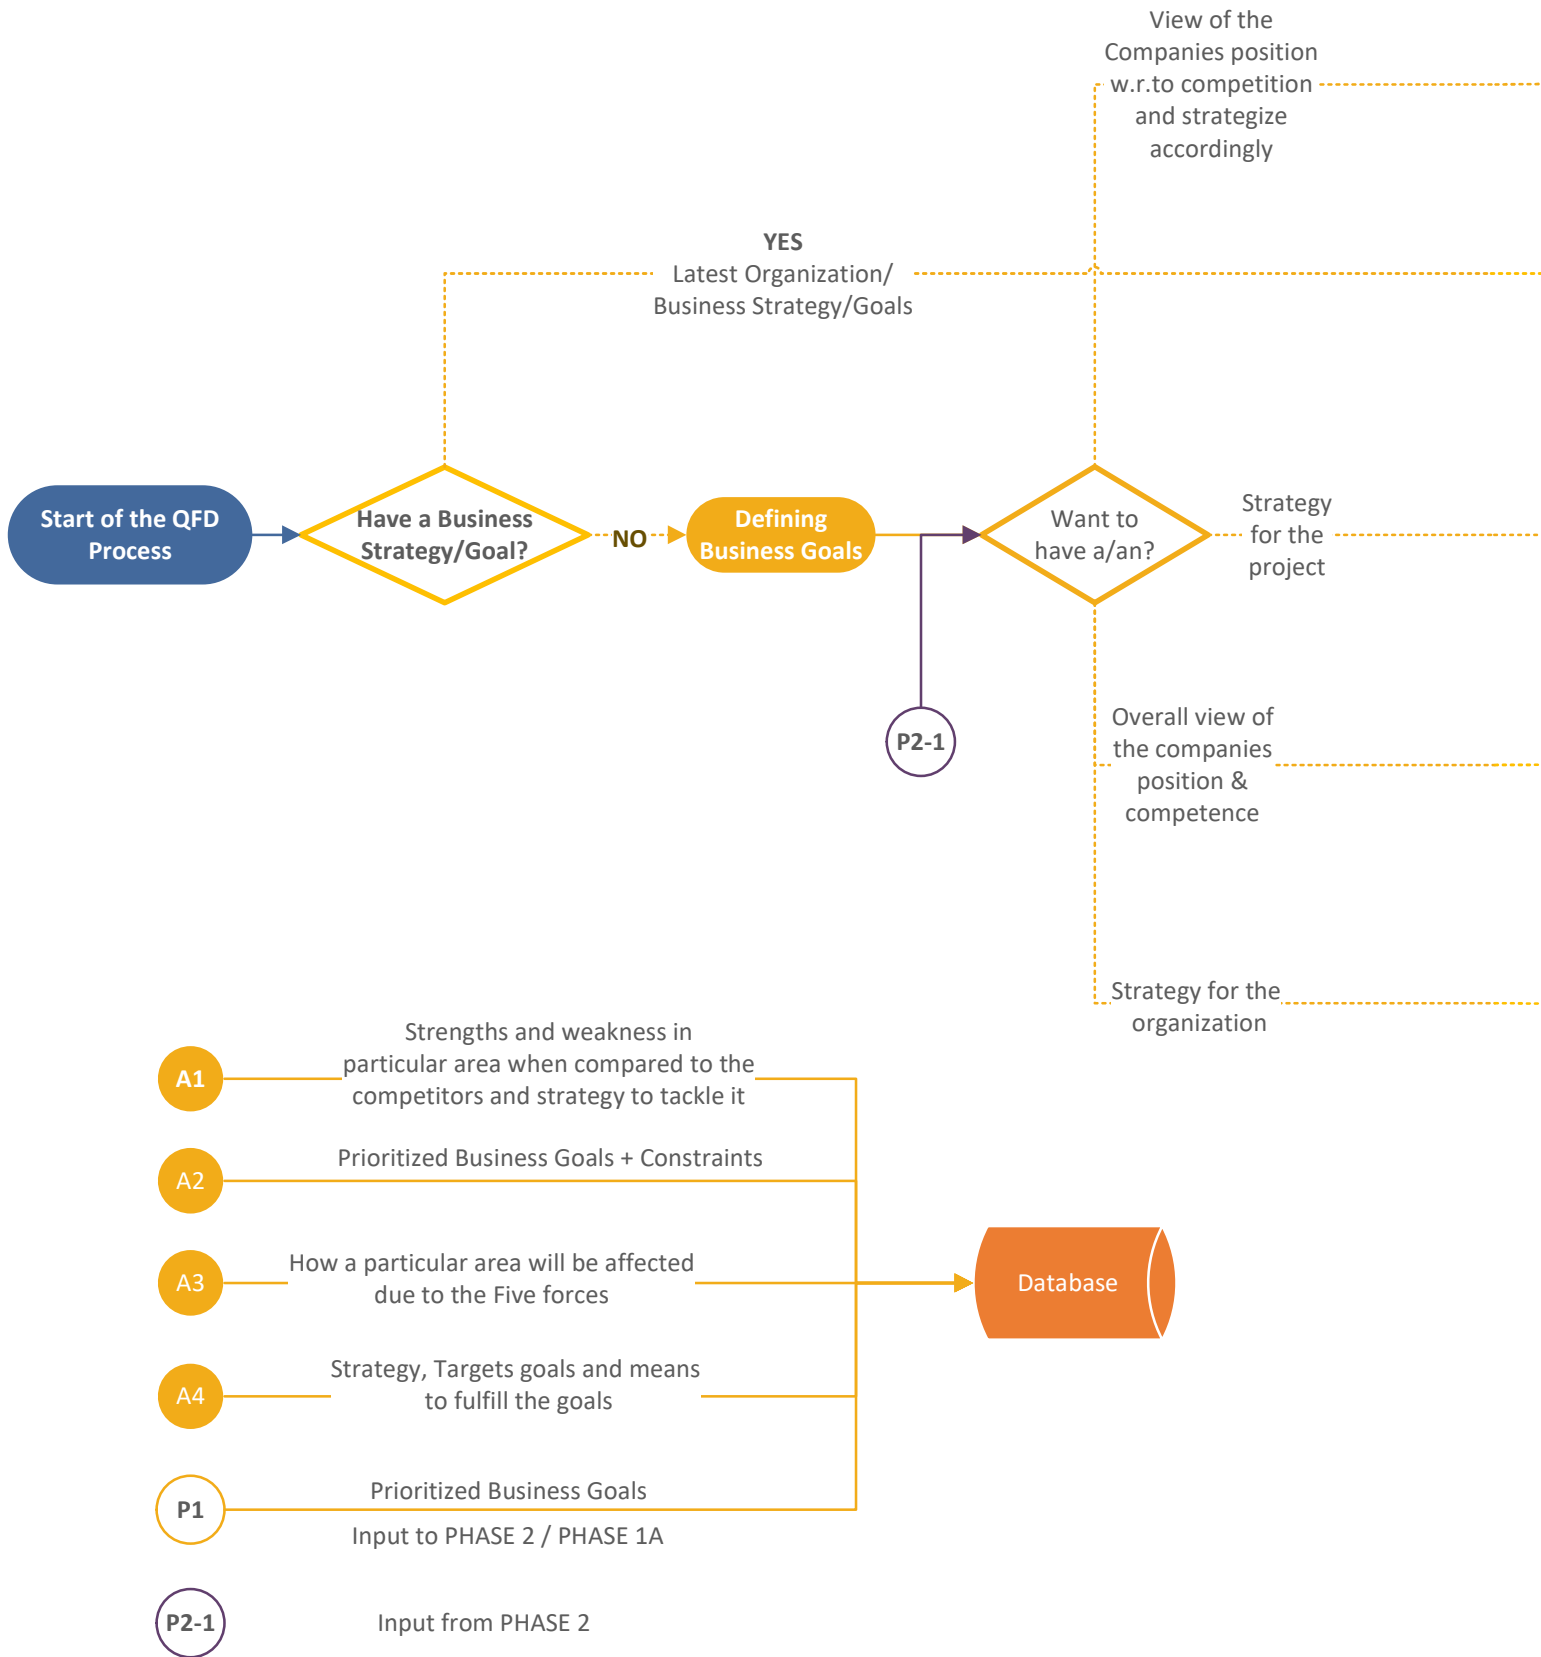 View of the
Companies position
w.r.to competition
and strategize
accordingly
YES
Latest Organization/
Business Strategy/Goals
Start of the QFD
Process
Have a Business
Strategy/Goal?
NO
Defining
Business Goals
Want to
have a/an?
Strategy
for the
project
P2-1
Overall view of
the companies
position &
competence
Strategy for the
organization
A1
Strengths and weakness in
particular area when compared to the
competitors and strategy to tackle it
A2
Prioritized Business Goals + Constraints
A3
How a particular area will be affected
due to the Five forces
Database
A4
Strategy, Targets goals and means
to fulfill the goals
P1
Prioritized Business Goals
Input to PHASE 2 / PHASE 1A
P2-1
Input from PHASE 2